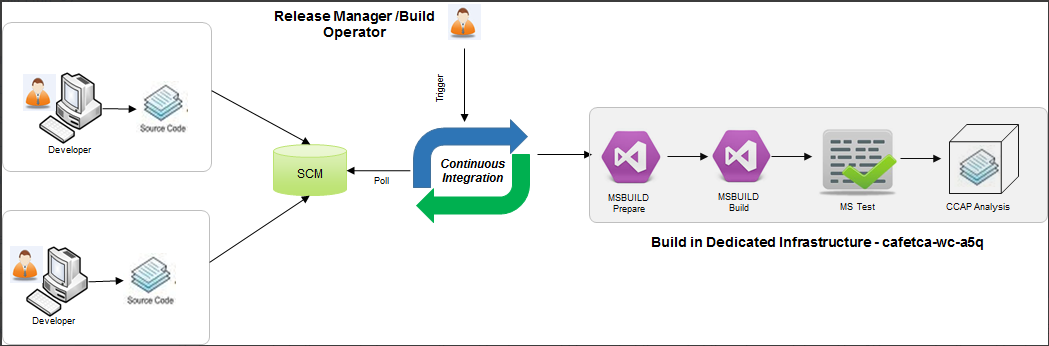 Release Manager /Build
Operator
Trigger
Source Code
Developer
SCM
Poll
Continuous
Integration
MSBUILD
Prepare
MSBUILD
Build
MS Test
CCAP Analysis
Build in Dedicated Infrastructure - cafetca-wc-a5q
Source Code
Developer